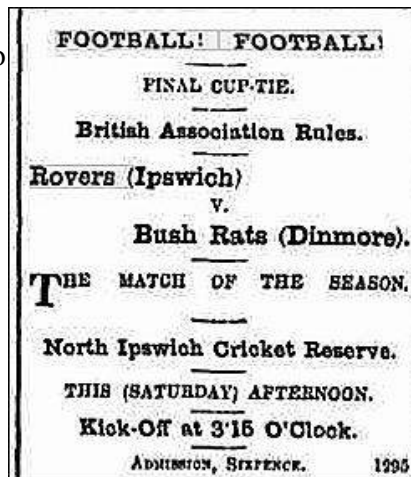 FOOTBALL! FOOTBALL!
FINAL CUP-TIE.
British Association Rules.
Rovers (Ipswich)
V.
Bush Rats (Dinmore).
THE MATCH OF THE SEASON.
North Ipswich Cricket Reserve.
THIS (SATURDAY) AFTERNOON.
Kick-Off at 3'15 O'Clock.
ADMISSION, SIXPENCE. 1295